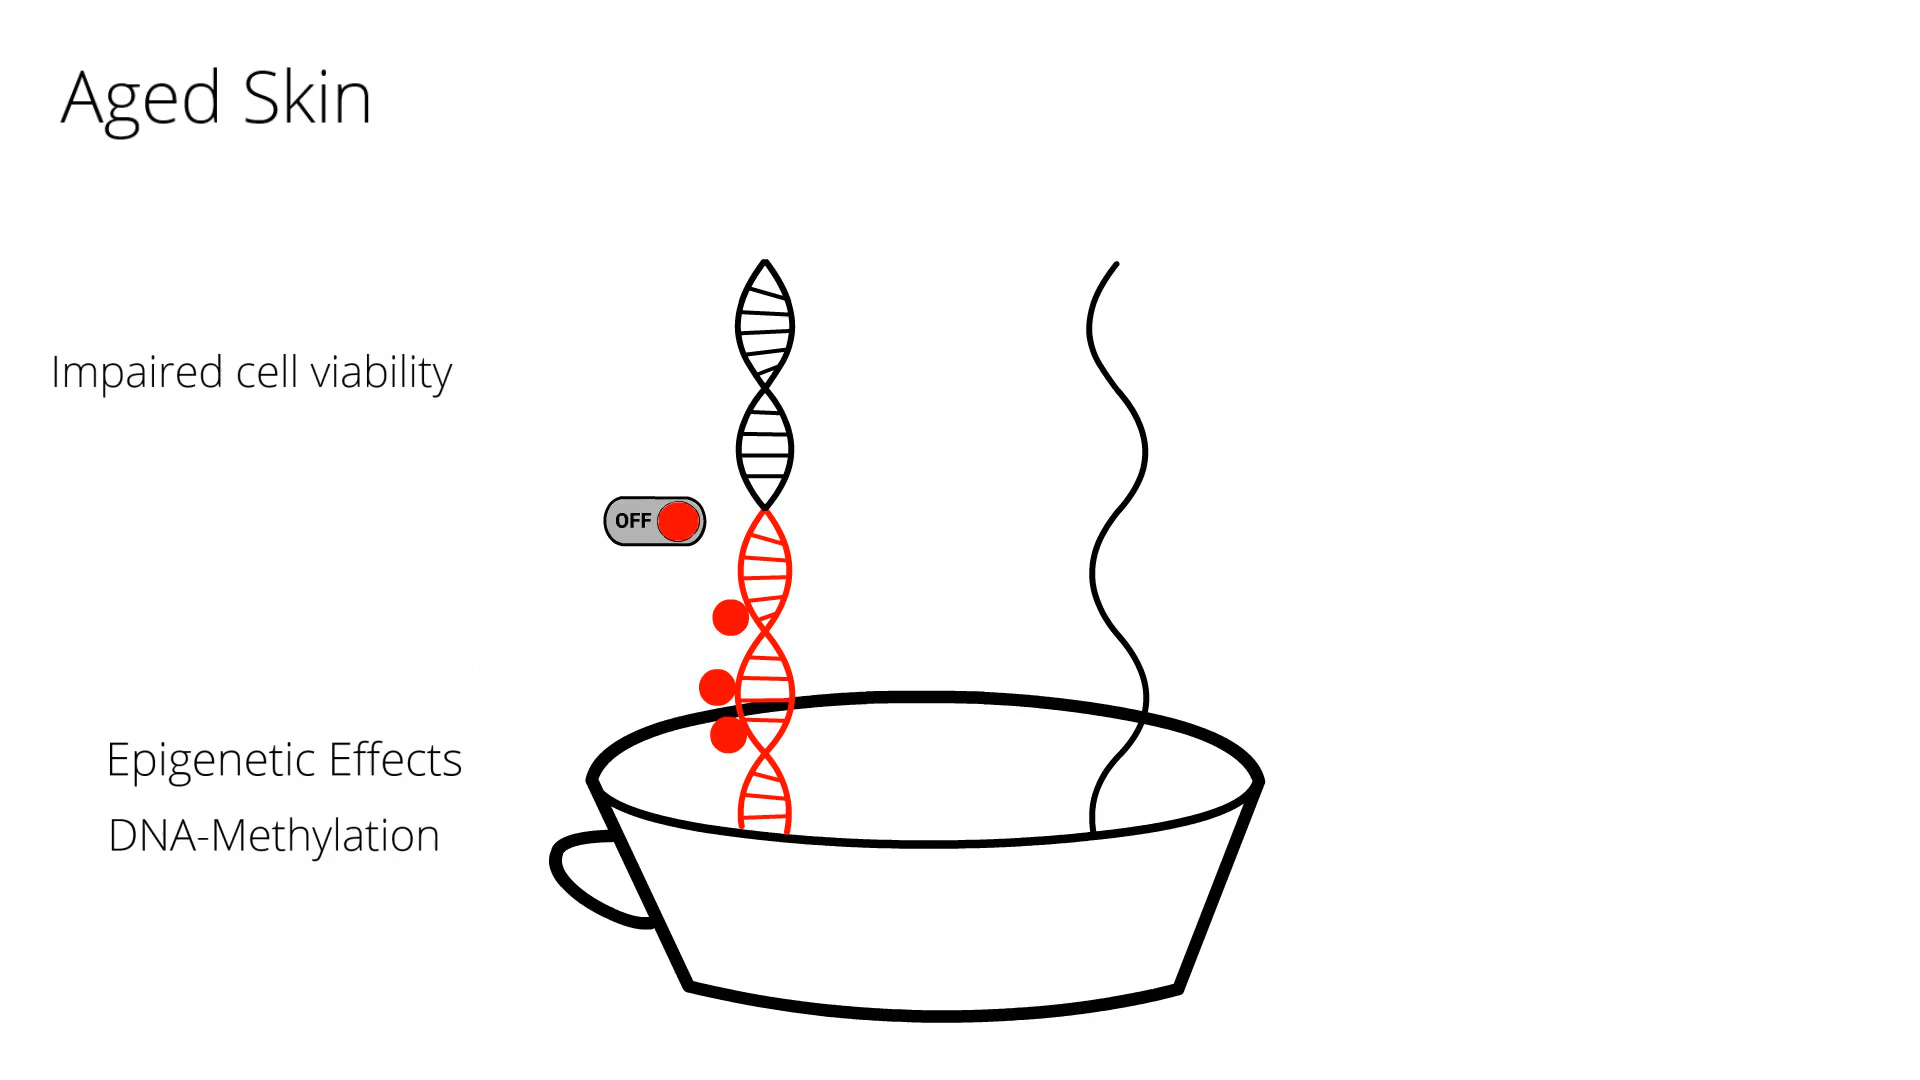 Aged Skin
Impaired cell viability
OFF
Epigenetic Effects
DNA-Methylation